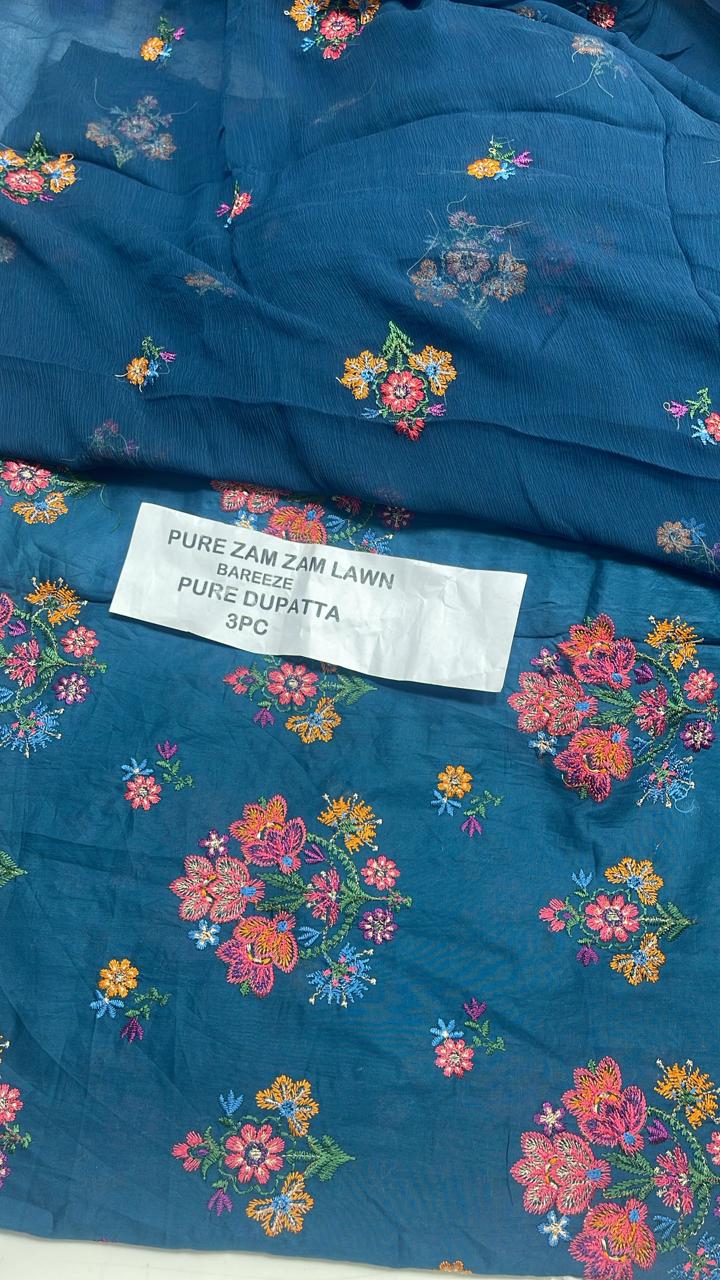 PURE ZAM ZAM LAWN
BAREEZE
PURE DUPATTA
3PC